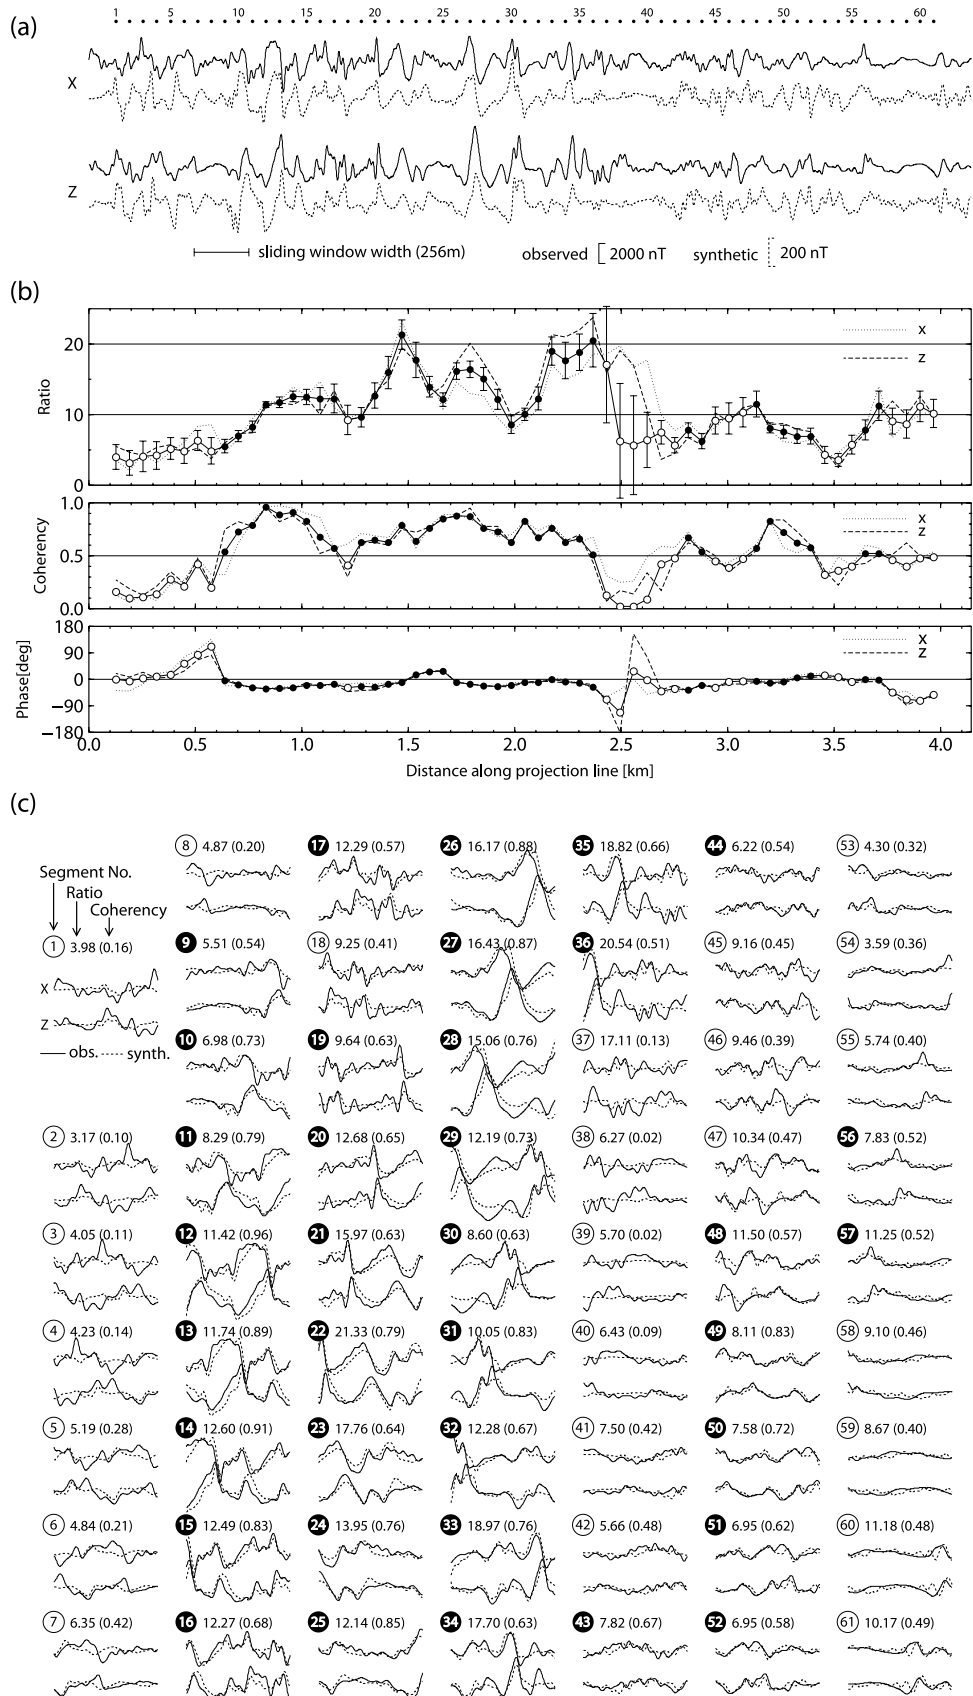 (a)
1 5 10 15 20 25 30 35 40 45 50 55 60
X
Z
sliding window width (256m) observed 2000 nT synthetic 200 nT
(b)
Ratio
20
10
0
X
Z
Coherency
1.0
0.5
0.0
X
Z
Phase[deg]
180
90
0
−90
−180
X
Z
0.0 0.5 1.0 1.5 2.0 2.5 3.0 3.5 4.0
Distance along projection line [km]
(c)
Segment No.
Ratio
Coherency
1 3.98 (0.16)
X
Z
obs. synth.
2 3.17 (0.10)
3 4.05 (0.11)
4 4.23 (0.14)
5 5.19 (0.28)
6 4.84 (0.21)
7 6.35 (0.42)
8 4.87 (0.20)
9 5.51 (0.54)
10 6.98 (0.73)
11 8.29 (0.79)
12 11.42 (0.96)
13 11.74 (0.89)
14 12.60 (0.91)
15 12.49 (0.83)
16 12.27 (0.68)
17 12.29 (0.57)
18 9.25 (0.41)
19 9.64 (0.63)
20 12.68 (0.65)
21 15.97 (0.63)
22 21.33 (0.79)
23 17.76 (0.64)
24 13.95 (0.76)
25 12.14 (0.85)
26 16.17 (0.88)
27 16.43 (0.87)
28 15.06 (0.76)
29 12.19 (0.73)
30 8.60 (0.63)
31 10.05 (0.83)
32 12.28 (0.67)
33 18.97 (0.76)
34 17.70 (0.63)
35 18.82 (0.66)
36 20.54 (0.51)
37 17.11 (0.13)
38 6.27 (0.02)
39 5.70 (0.02)
40 6.43 (0.09)
41 7.50 (0.42)
42 5.66 (0.48)
43 7.82 (0.67)
44 6.22 (0.54)
45 9.16 (0.45)
46 9.46 (0.39)
47 10.34 (0.47)
48 11.50 (0.57)
49 8.11 (0.83)
50 7.58 (0.72)
51 6.95 (0.62)
52 6.95 (0.58)
53 4.30 (0.32)
54 3.59 (0.36)
55 5.74 (0.40)
56 7.83 (0.52)
57 11.25 (0.52)
58 9.10 (0.46)
59 8.67 (0.40)
60 11.18 (0.48)
61 10.17 (0.49)